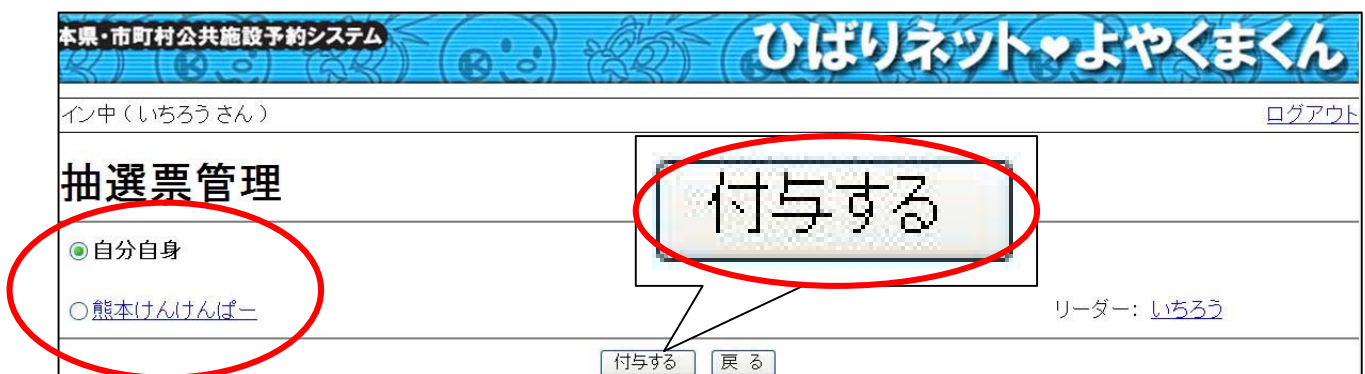 本県・市町村公共施設予約システム
ひばりネット♥よやくまくん
イン中 ( いちろう さん )
ログアウト
抽選票管理
付与する
自分自身
熊本けんけんぱー
リーダー: いちろう
付与する
戻 る